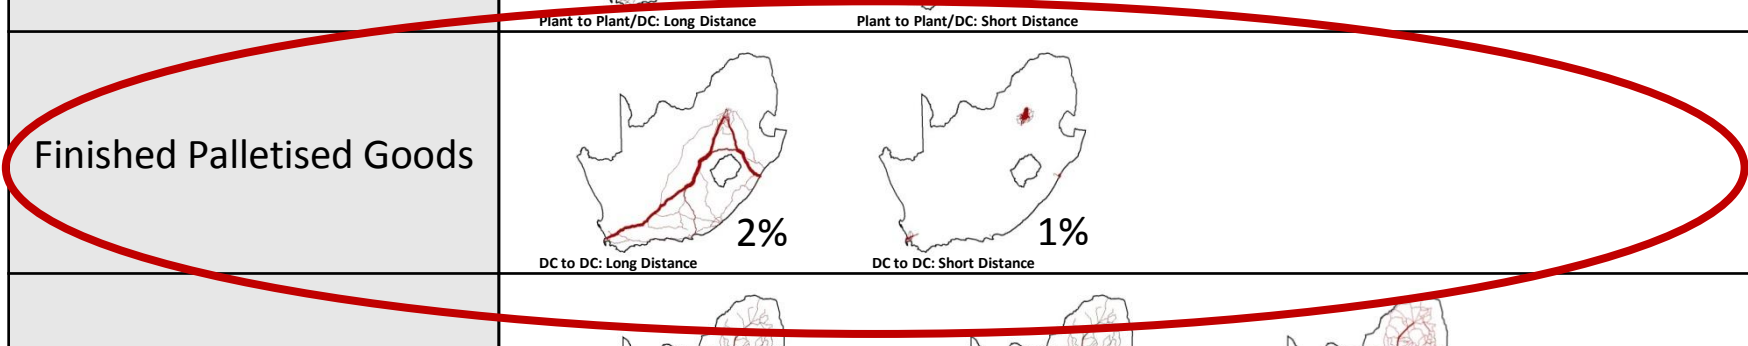 Plant to Plant/DC: Long Distance
Plant to Plant/DC: Short Distance
Finished Palletised Goods
2%
1%
DC to DC: Long Distance
DC to DC: Short Distance